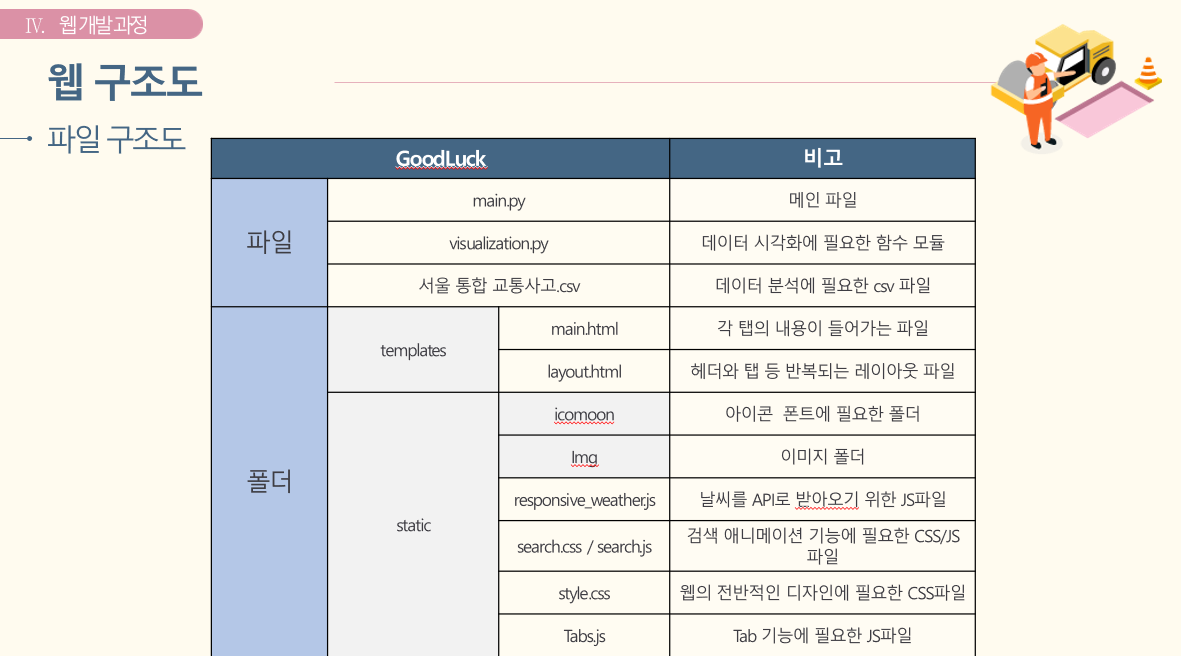 IV. 웹개발과정
웹 구조도
파일 구조도
GoodLuck
비고
파일
main.py
메인 파일
visualization.py
데이터 시각화에 필요한 함수 모듈
서울 통합 교통사고.csv
데이터 분석에 필요한 csv 파일
폴더
templates
main.html
각 탭의 내용이 들어가는 파일
layout.html
헤더와 탭 등 반복되는 레이아웃 파일
static
icomoon
아이콘 폰트에 필요한 폴더
Img
이미지 폴더
responsive_weather.js
날씨를 API로 받아오기 위한 JS파일
search.css / search.js
검색 애니메이션 기능에 필요한 CSS/JS
파일
style.css
웹의 전반적인 디자인에 필요한 CSS파일
Tabs.js
Tab 기능에 필요한 JS파일